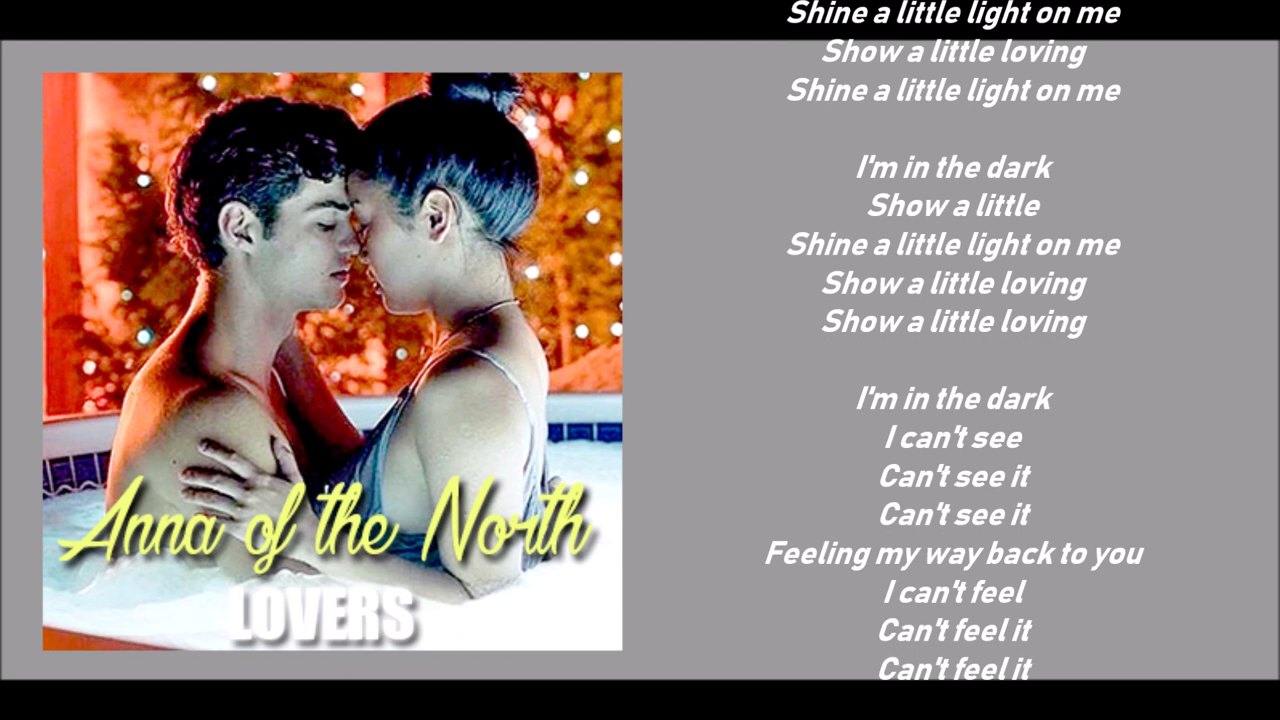 Anna of the North
LOVERS
Shine a little light on me
Show a little loving
Shine a little light on me
I'm in the dark
Show a little
Shine a little light on me
Show a little loving
Show a little loving
I'm in the dark
I can't see
Can't see it
Can't see it
Feeling my way back to you
I can't feel
Can't feel it
Can't feel it